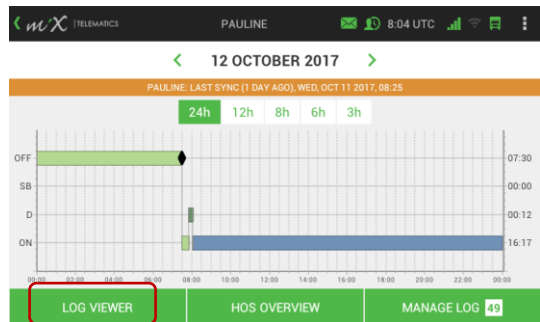 mix TELEMATICS PAULINE 8:04 UTC
12 OCTOBER 2017
PAULINE: LAST SYNC (1 DAY AGO), WED, OCT 11 2017, 08:25
24h 12h 8h 6h 3h
OFF 07:30
SB 00:00
D 00:12
ON 16:17
00:00 02:00 04:00 06:00 08:00 10:00 12:00 14:00 16:00 18:00 20:00 22:00 00:00
LOG VIEWER HOS OVERVIEW MANAGE LOG 49